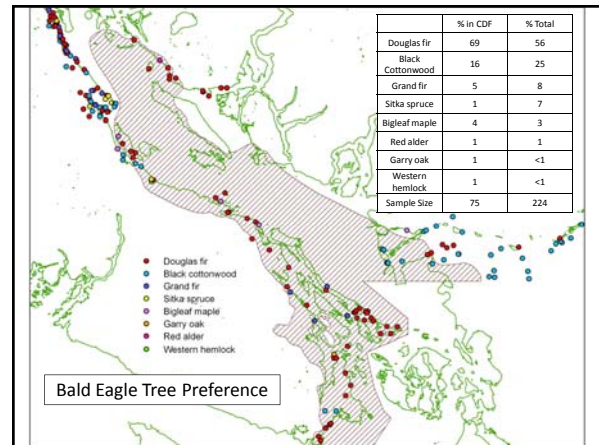 % in CDF % Total
Douglas fir 69 56
Black
Cottonwood 16 25
Grand fir 5 8
Sitka spruce 1 7
Bigleaf maple 4 3
Red alder 1 1
Garry oak 1 <1
Western
hemlock 1 <1
Sample Size 75 224
Douglas fir
Black cottonwood
Grand fir
Sitka spruce
Bigleaf maple
Garry oak
Red alder
Western hemlock
Bald Eagle Tree Preference